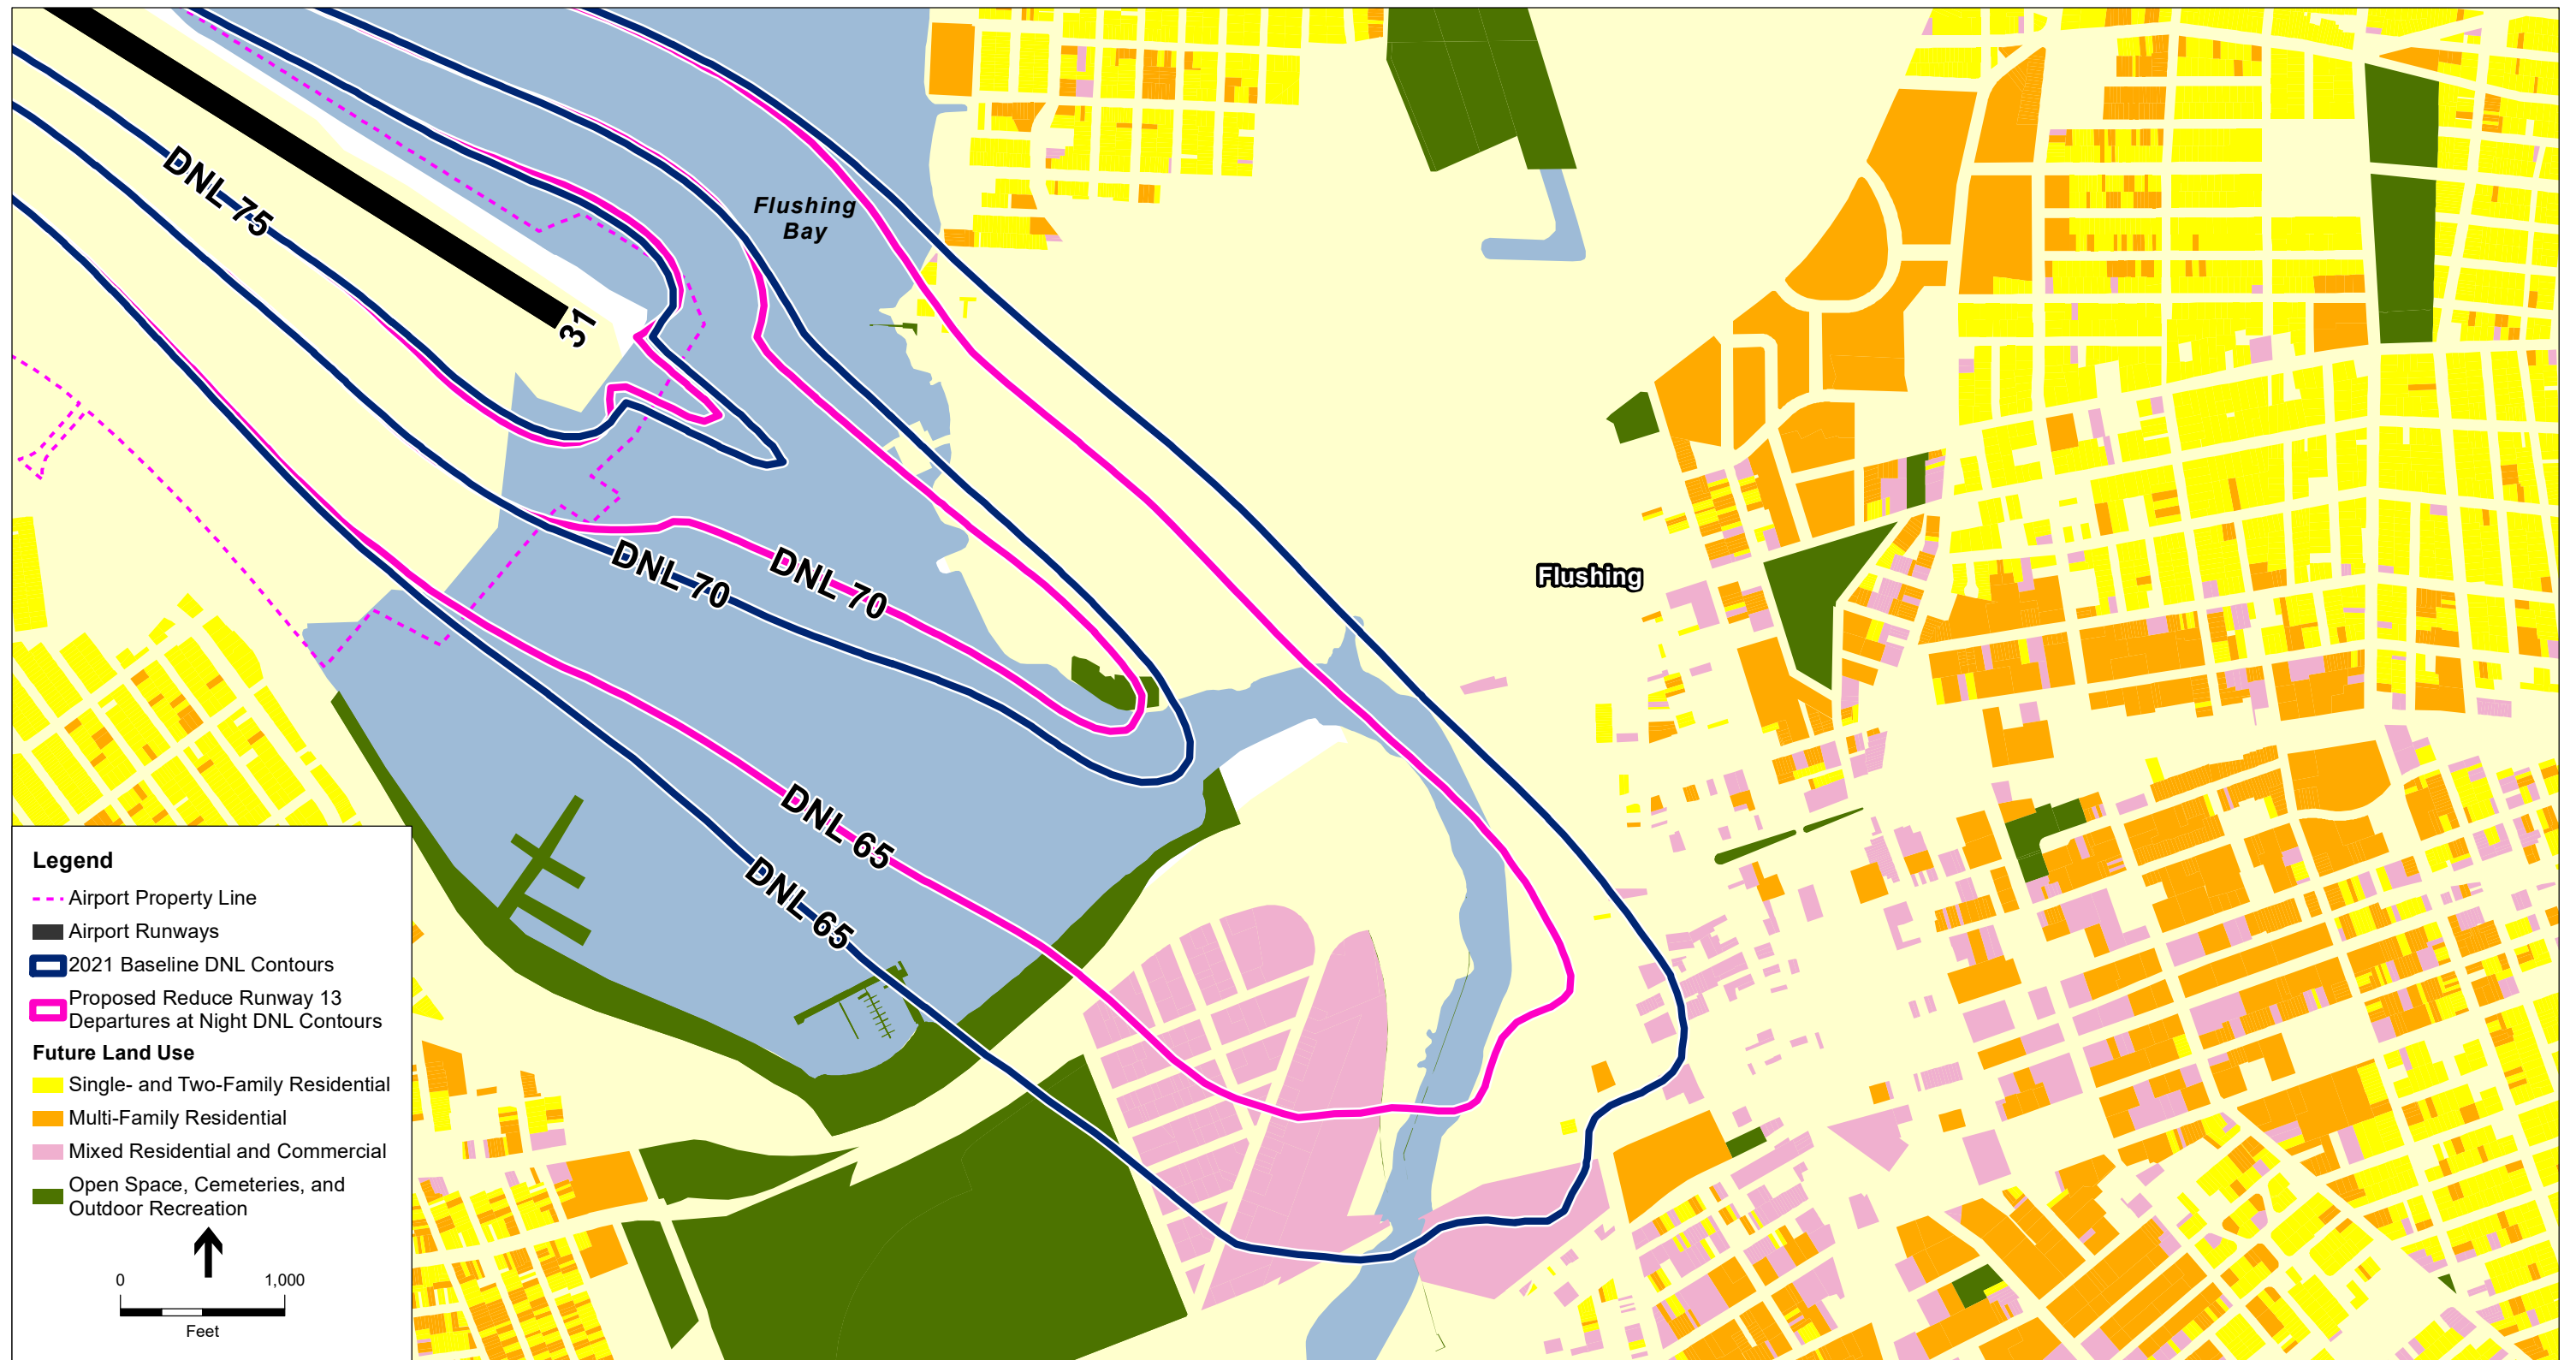 DNL 75
Flushing
Bay
31
DNL 70
DNL 70
Flushing
DNL 65
DNL 65
Legend
Airport Property Line
Airport Runways
2021 Baseline DNL Contours
Proposed Reduce Runway 13
Departures at Night DNL Contours
Future Land Use
Single- and Two-Family Residential
Multi-Family Residential
Mixed Residential and Commercial
Open Space, Cemeteries, and
Outdoor Recreation
0 1,000
Feet